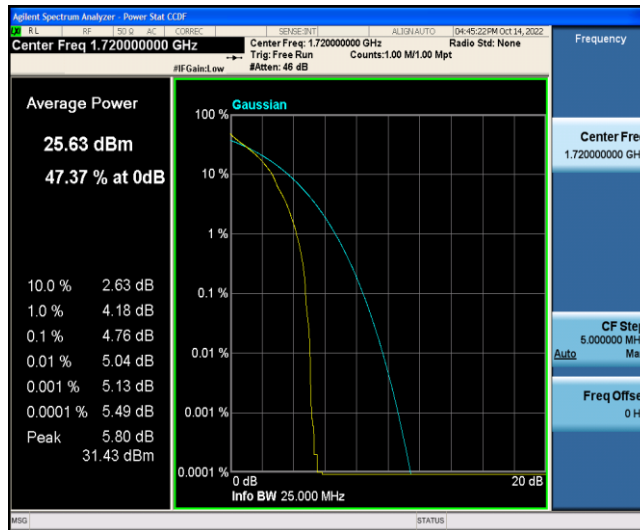 Agilent Spectrum Analyzer - Power Stat CCDF
RL RF 50 Ω AC CORREC SENSE:INT ALIGNAUTO 04:45:22PM Oct 14, 2022
Center Freq 1.720000000 GHz
Center Freq: 1.720000000 GHz Radio Std: None
Trig: Free Run Counts:1.00 M/1.00 Mpt
#IFGain:Low #Atten: 46 dB
Frequency
Average Power
25.63 dBm
47.37 % at 0dB
10.0 % 2.63 dB
1.0 % 4.18 dB
0.1 % 4.76 dB
0.01 % 5.04 dB
0.001 % 5.13 dB
0.0001 % 5.49 dB
Peak 5.80 dB
31.43 dBm
Gaussian
100 %
10 %
1 %
0.1 %
0.01 %
0.001 %
0.0001 %
0 dB 20 dB
Info BW 25.000 MHz
Center Fre
1.720000000 GH
CF Step
5.000000 MH
Auto Ma
Freq Offse
0 H
MSG STATUS